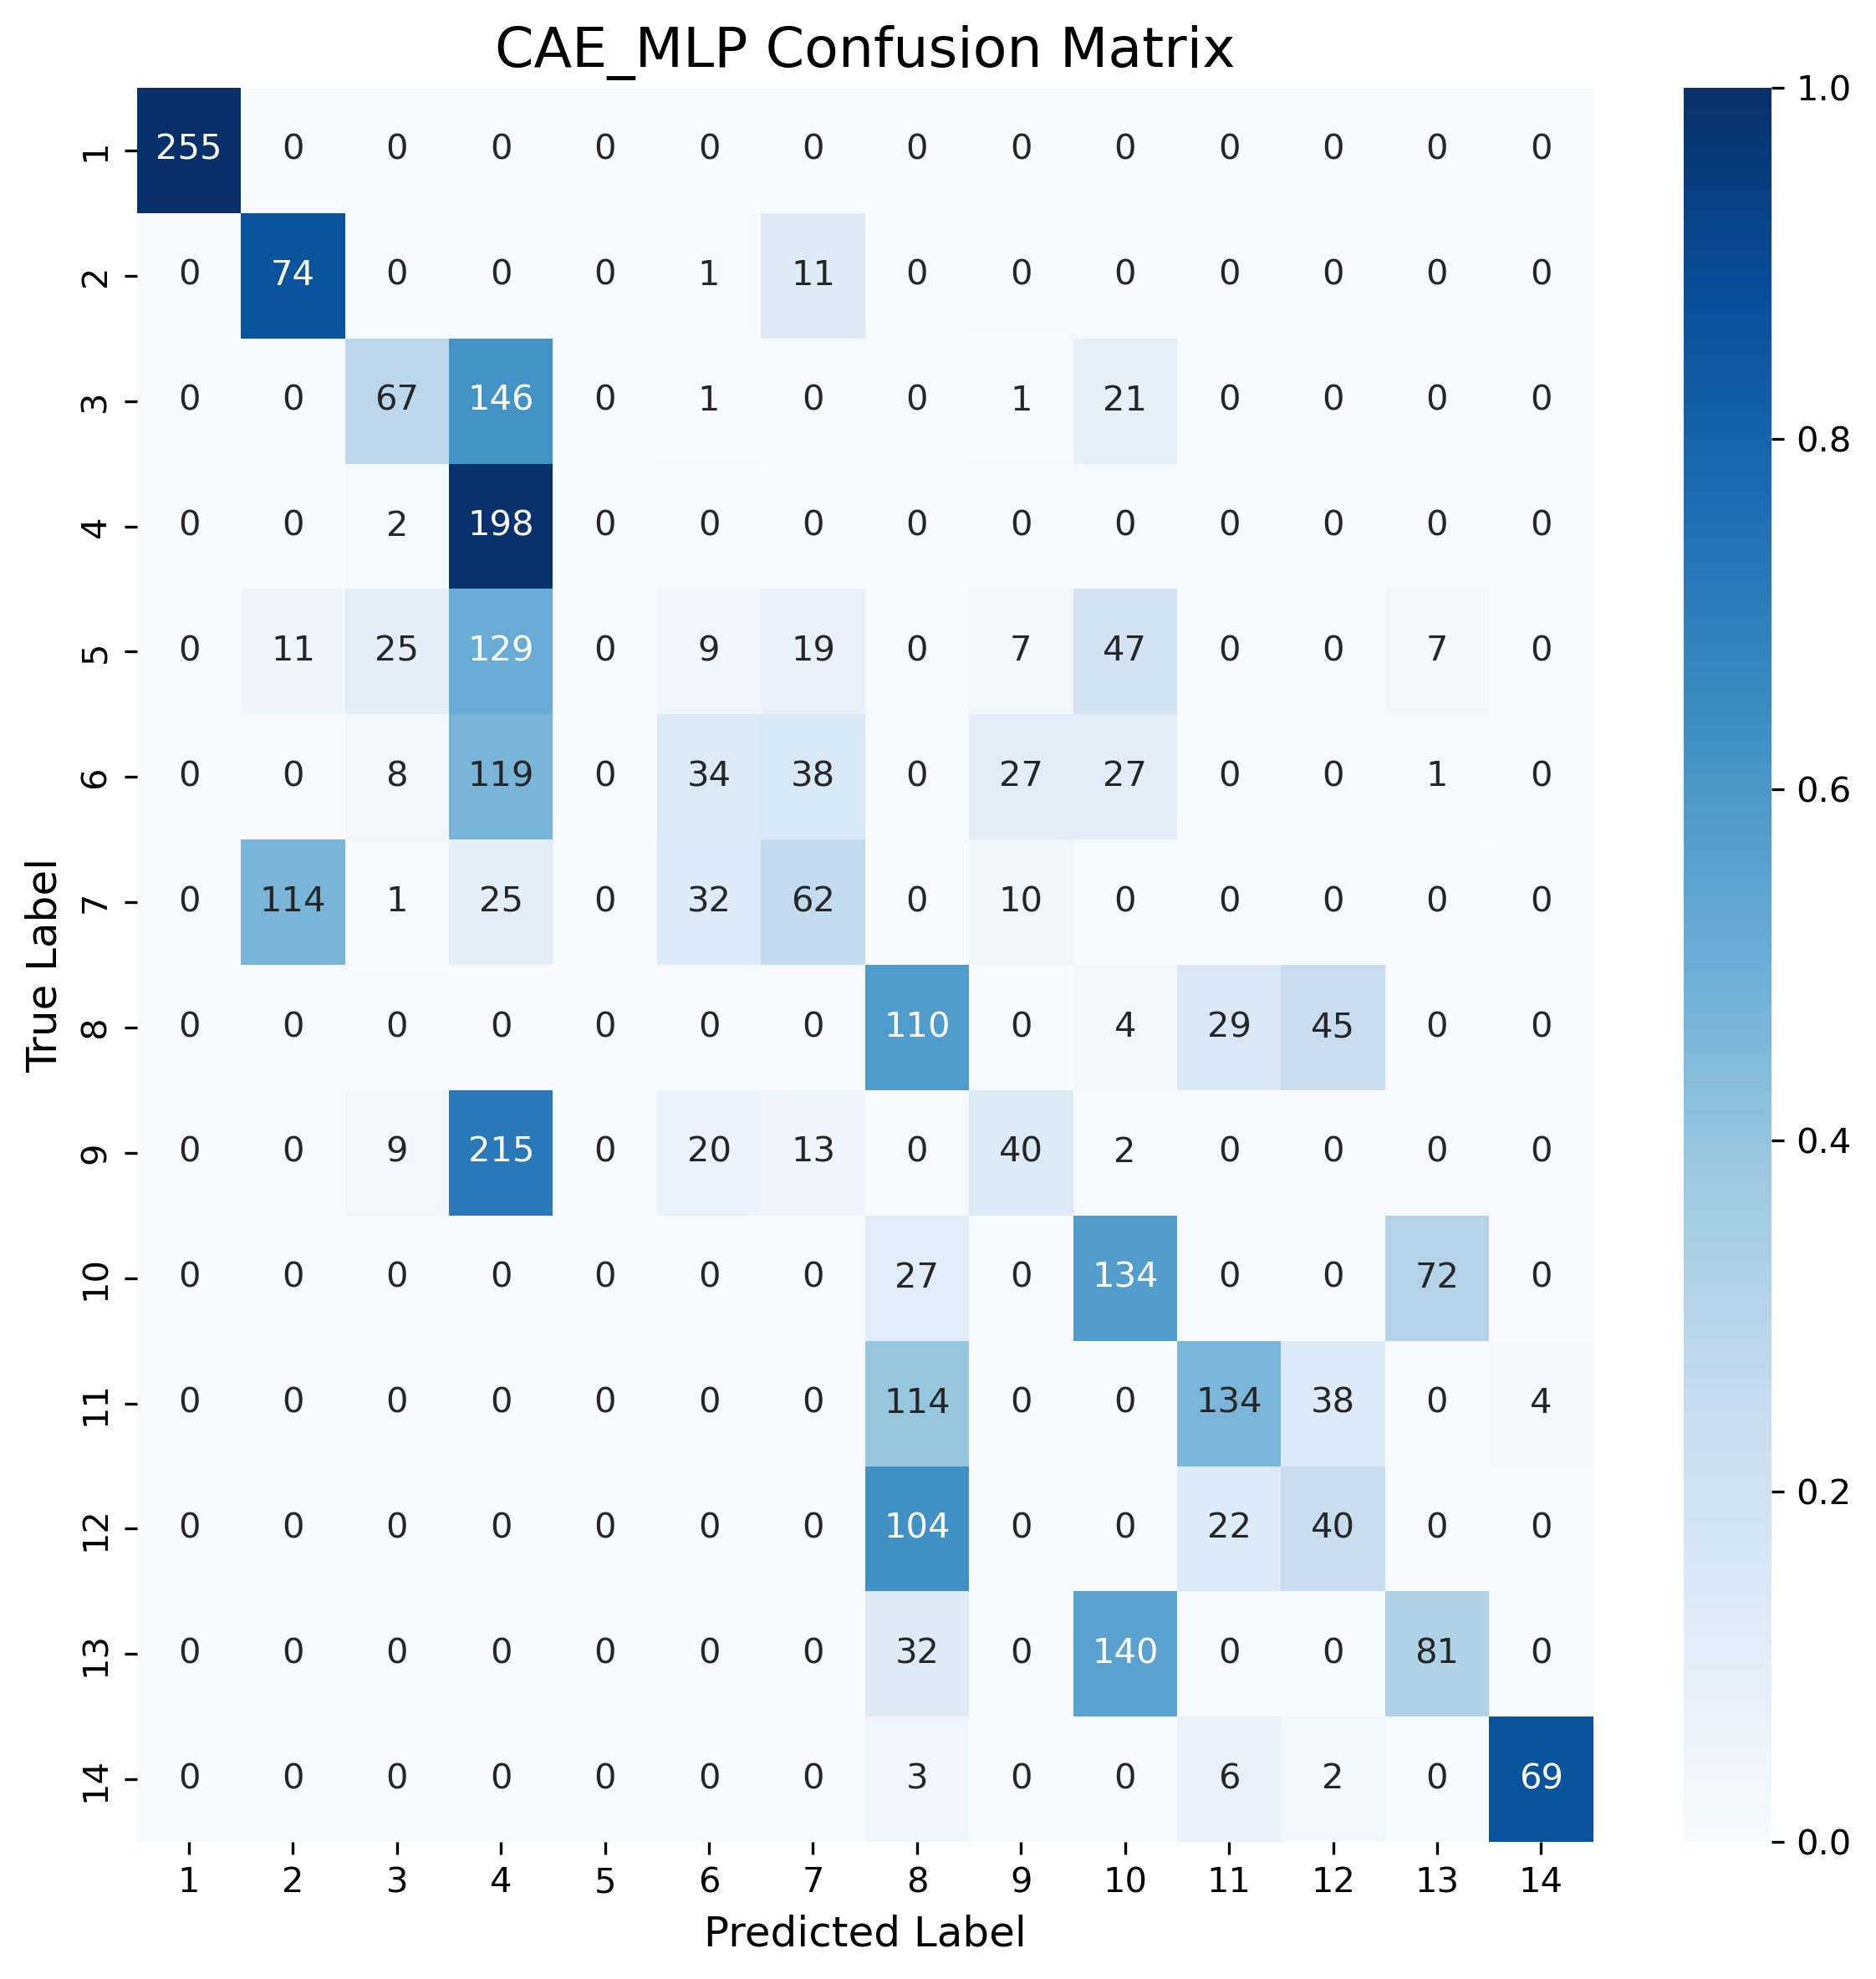 CAE_MLP Confusion Matrix
1 255 0 0 0 0 0 0 0 0 0 0 0 0 0
2 0 74 0 0 0 1 11 0 0 0 0 0 0 0
3 0 0 67 146 0 1 0 0 1 21 0 0 0 0
4 0 0 2 198 0 0 0 0 0 0 0 0 0 0
5 0 11 25 129 0 9 19 0 7 47 0 0 7 0
6 0 0 8 119 0 34 38 0 27 27 0 0 1 0
7 0 114 1 25 0 32 62 0 10 0 0 0 0 0
8 0 0 0 0 0 0 0 110 0 4 29 45 0 0
9 0 0 9 215 0 20 13 0 40 2 0 0 0 0
10 0 0 0 0 0 0 0 27 0 134 0 0 72 0
11 0 0 0 0 0 0 0 114 0 0 134 38 0 4
12 0 0 0 0 0 0 0 104 0 0 22 40 0 0
13 0 0 0 0 0 0 0 32 0 140 0 0 81 0
14 0 0 0 0 0 0 0 3 0 0 6 2 0 69
1 2 3 4 5 6 7 8 9 10 11 12 13 14
Predicted Label
True Label
1.0
0.8
0.6
0.4
0.2
0.0